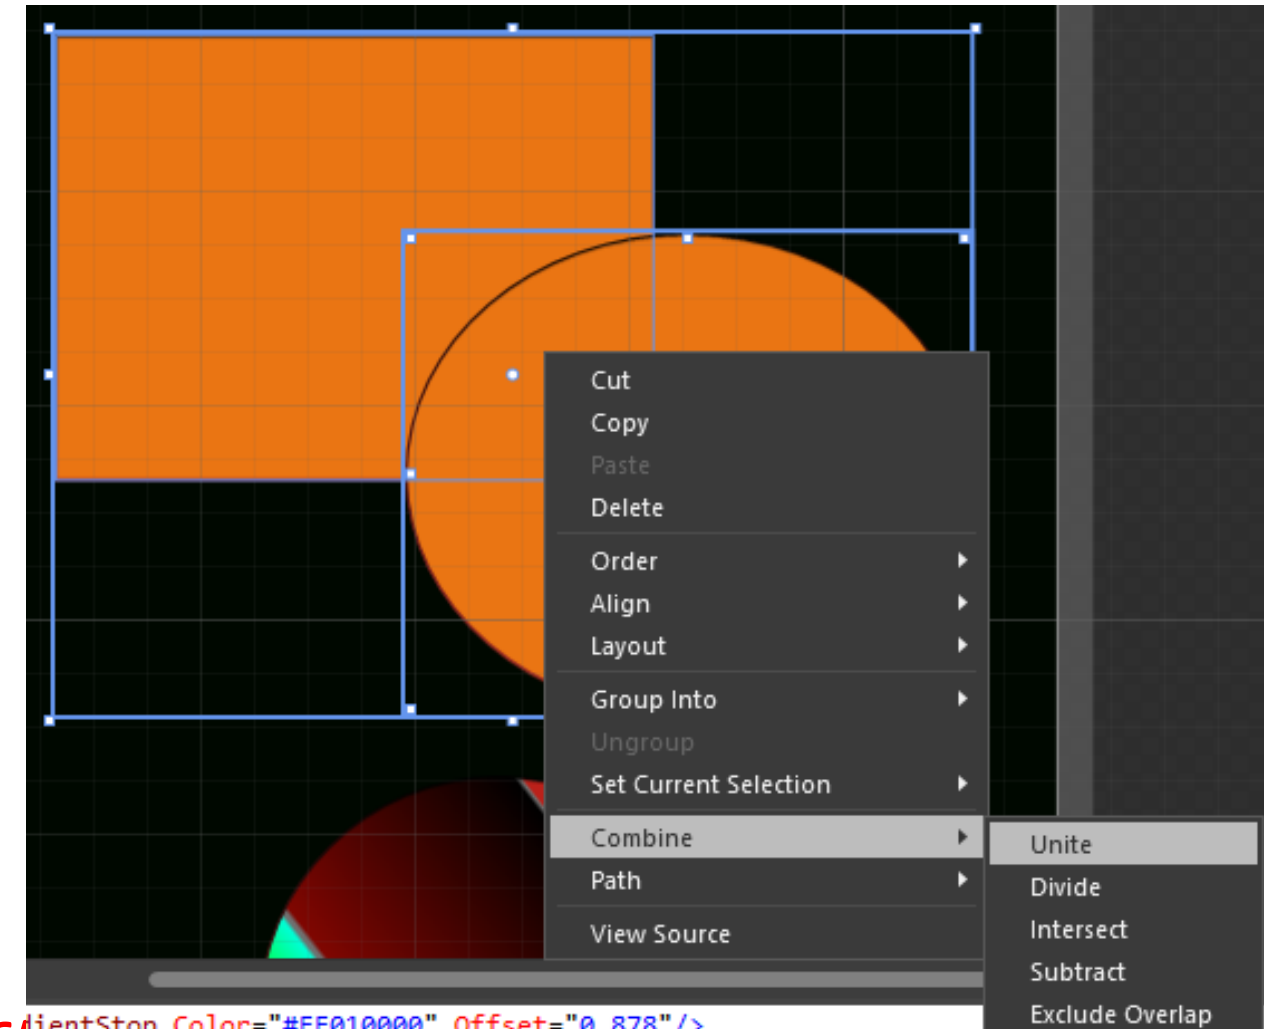 Cut
Copy
Paste
Delete
Order
Align
Layout
Group Into
Ungroup
Set Current Selection
Combine
Path
View Source
Unite
Divide
Intersect
Subtract
Exclude Overlap
dientStop Color="#FF010000" Offset="0.878"/>